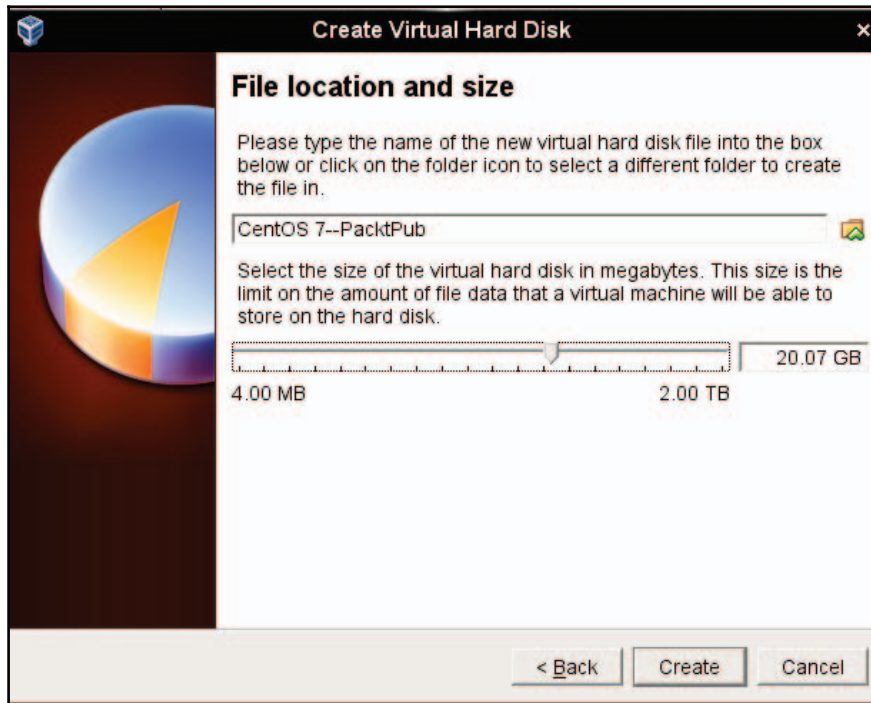 Create Virtual Hard Disk
×
File location and size
Please type the name of the new virtual hard disk file into the box
below or click on the folder icon to select a different folder to create
the file in.
CentOS 7--PacktPub
Select the size of the virtual hard disk in megabytes. This size is the
limit on the amount of file data that a virtual machine will be able to
store on the hard disk.
20.07 GB
4.00 MB 2.00 TB
< Back Create Cancel